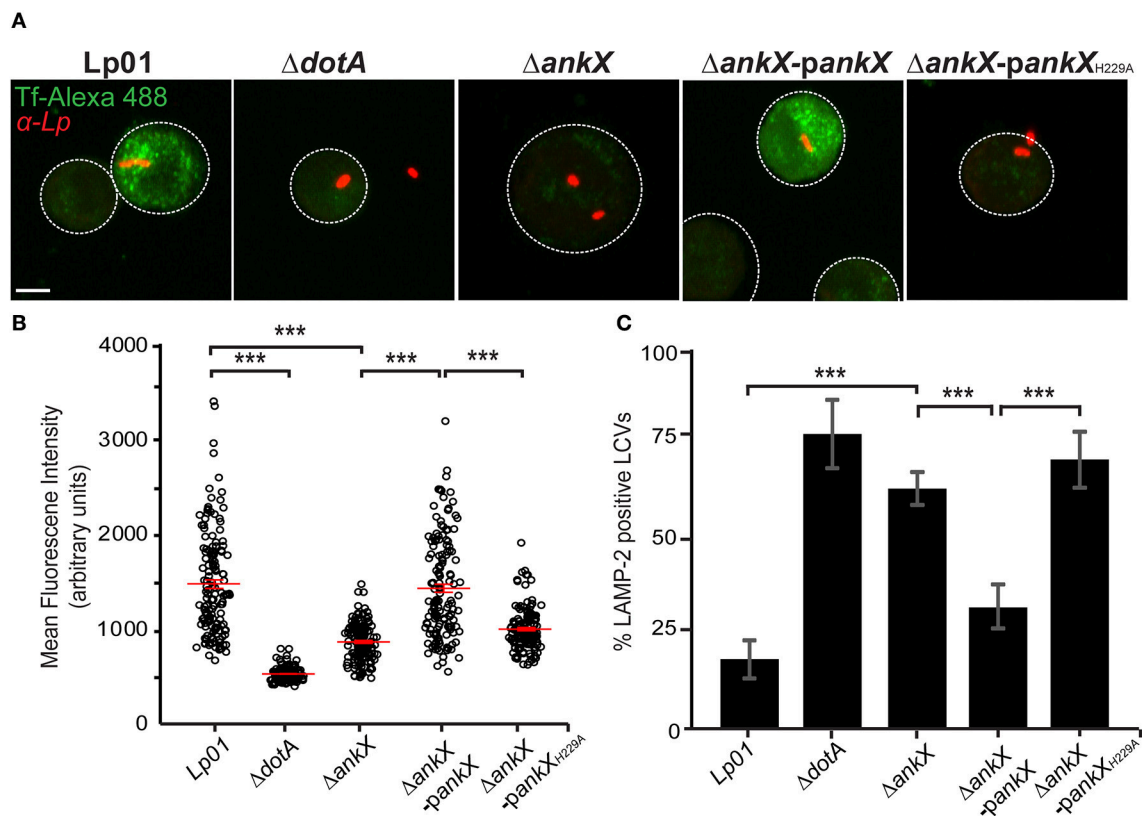 A
Lp01
ΔdotA
ΔankX
ΔankX-pankX
ΔankX-pankXH229A
Tf-Alexa 488
α-Lp
B
Mean Fluorescene Intensity
(arbitrary units)
4000
3000
2000
1000
0
***
***
***
***
Lp01
ΔdotA
ΔankX
ΔankX
-pankX
ΔankX
-pankXH229A
C
% LAMP-2 positive LCVs
100
75
50
25
0
***
***
***
Lp01
ΔdotA
ΔankX
ΔankX
-pankX
ΔankX
-pankXH229A